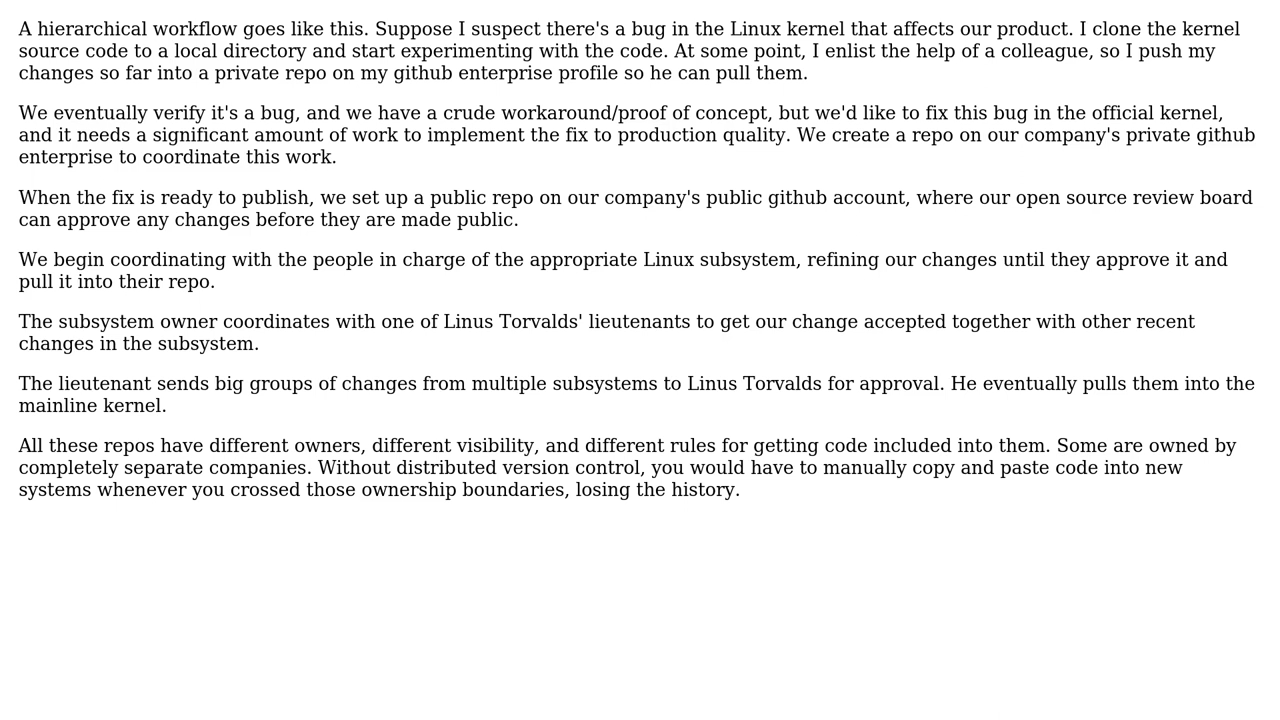 A hierarchical workflow goes like this. Suppose I suspect there's a bug in the Linux kernel that affects our product. I clone the kernel
source code to a local directory and start experimenting with the code. At some point, I enlist the help of a colleague, so I push my
changes so far into a private repo on my github enterprise profile so he can pull them.
We eventually verify it's a bug, and we have a crude workaround/proof of concept, but we'd like to fix this bug in the official kernel,
and it needs a significant amount of work to implement the fix to production quality. We create a repo on our company's private github
enterprise to coordinate this work.
When the fix is ready to publish, we set up a public repo on our company's public github account, where our open source review board
can approve any changes before they are made public.
We begin coordinating with the people in charge of the appropriate Linux subsystem, refining our changes until they approve it and
pull it into their repo.
The subsystem owner coordinates with one of Linus Torvalds' lieutenants to get our change accepted together with other recent
changes in the subsystem.
The lieutenant sends big groups of changes from multiple subsystems to Linus Torvalds for approval. He eventually pulls them into the
mainline kernel.
All these repos have different owners, different visibility, and different rules for getting code included into them. Some are owned by
completely separate companies. Without distributed version control, you would have to manually copy and paste code into new
systems whenever you crossed those ownership boundaries, losing the history.